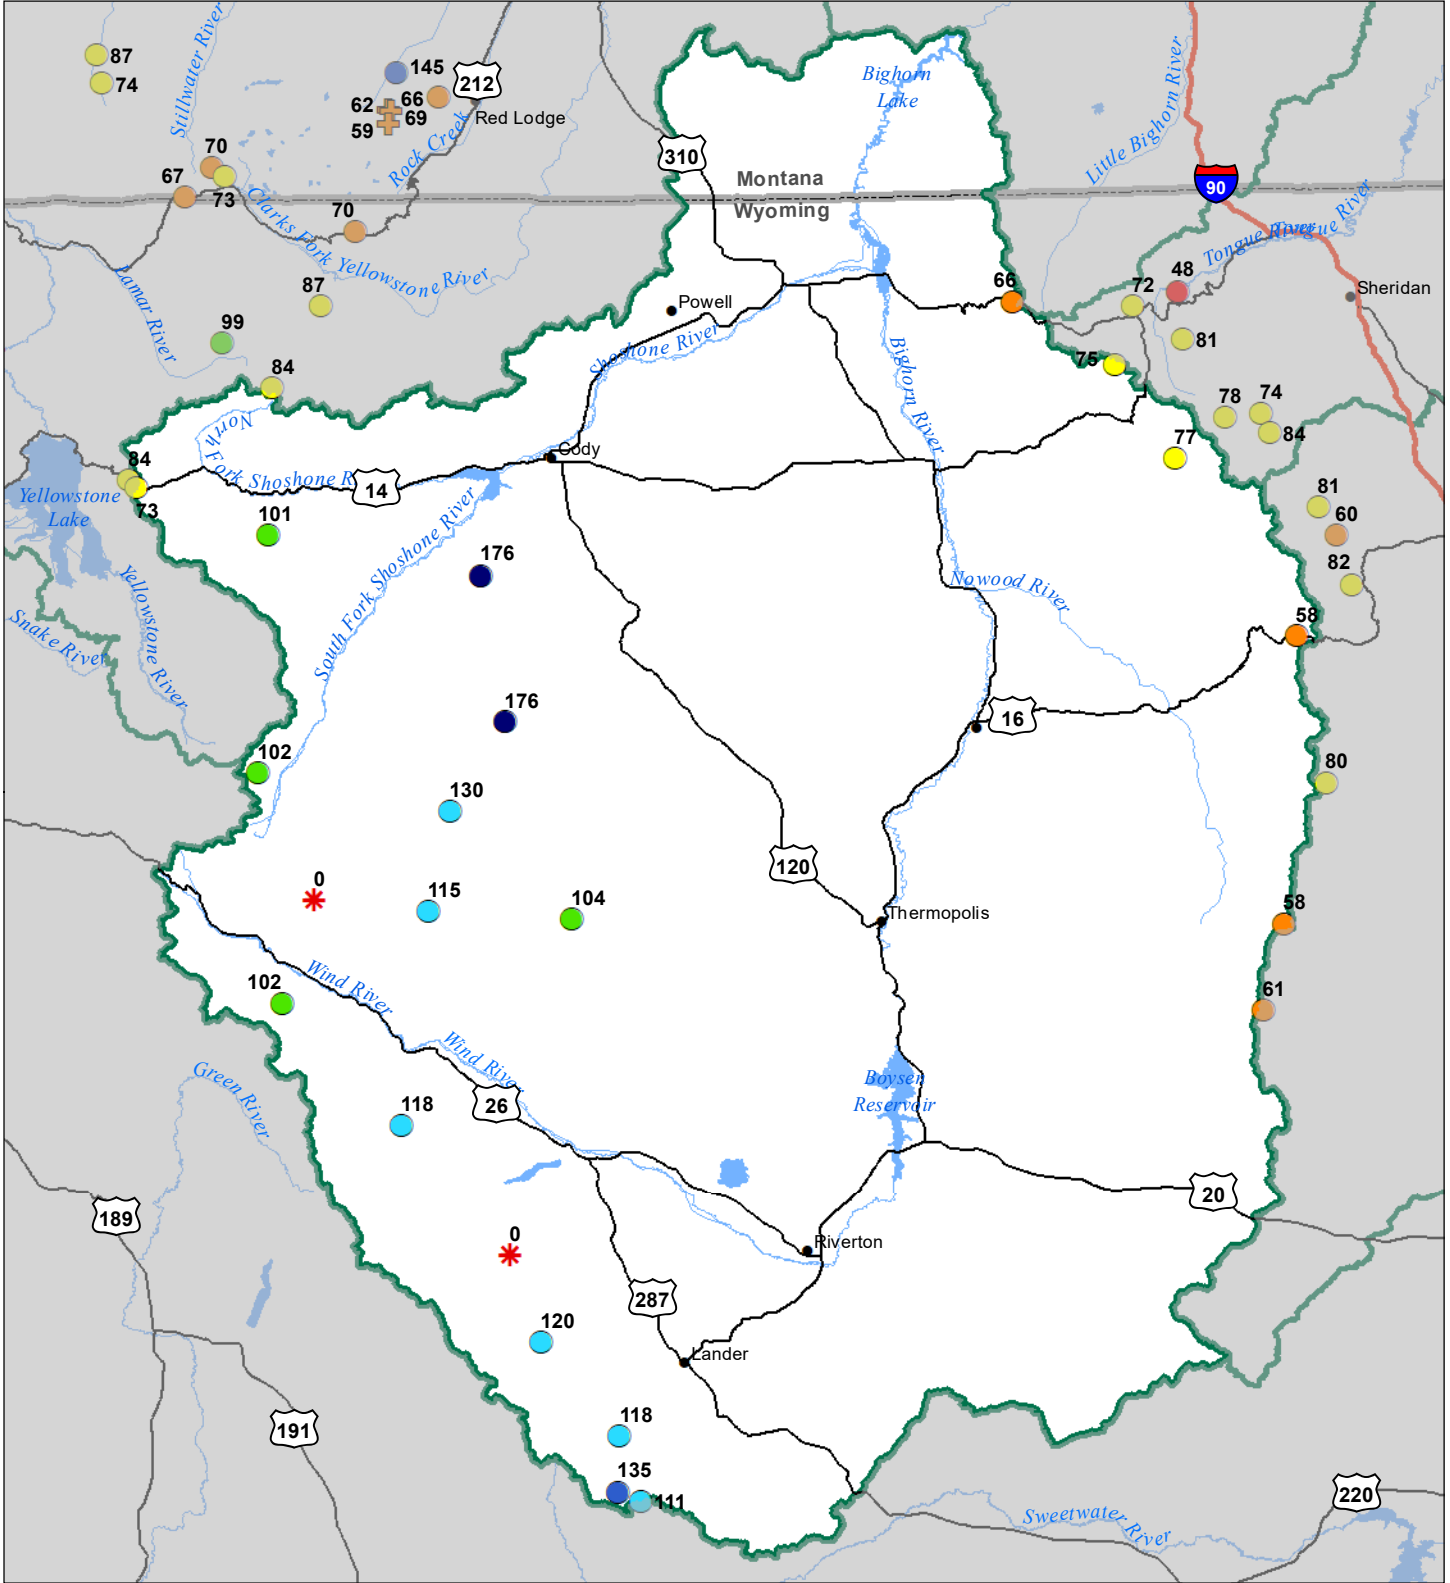 87
74
Stillwater River
145
212
62
66
59
69
Red Lodge
Rock Creek
Bighorn
Lake
Little Bighorn River
310
Montana
Wyoming
90
70
67
73
Clarks Fork Yellowstone River
70
Tongue River
Tongue River
Lamar River
87
99
84
Powell
Shoshone River
66
72
48
Sheridan
81
75
Bighorn River
78
74
84
77
North
Fork Shoshone R
14
Cody
84
73
Yellowstone
Lake
101
South Fork Shoshone River
176
81
60
82
Yellowstone River
Snake River
Nowood River
58
176
16
102
130
80
120
0
115
104
Thermopolis
58
102
Wind River
61
Wind River
Green River
26
Boysen
Reservoir
118
189
20
0
Riverton
287
120
Lander
191
118
135
111
220
Sweetwater River